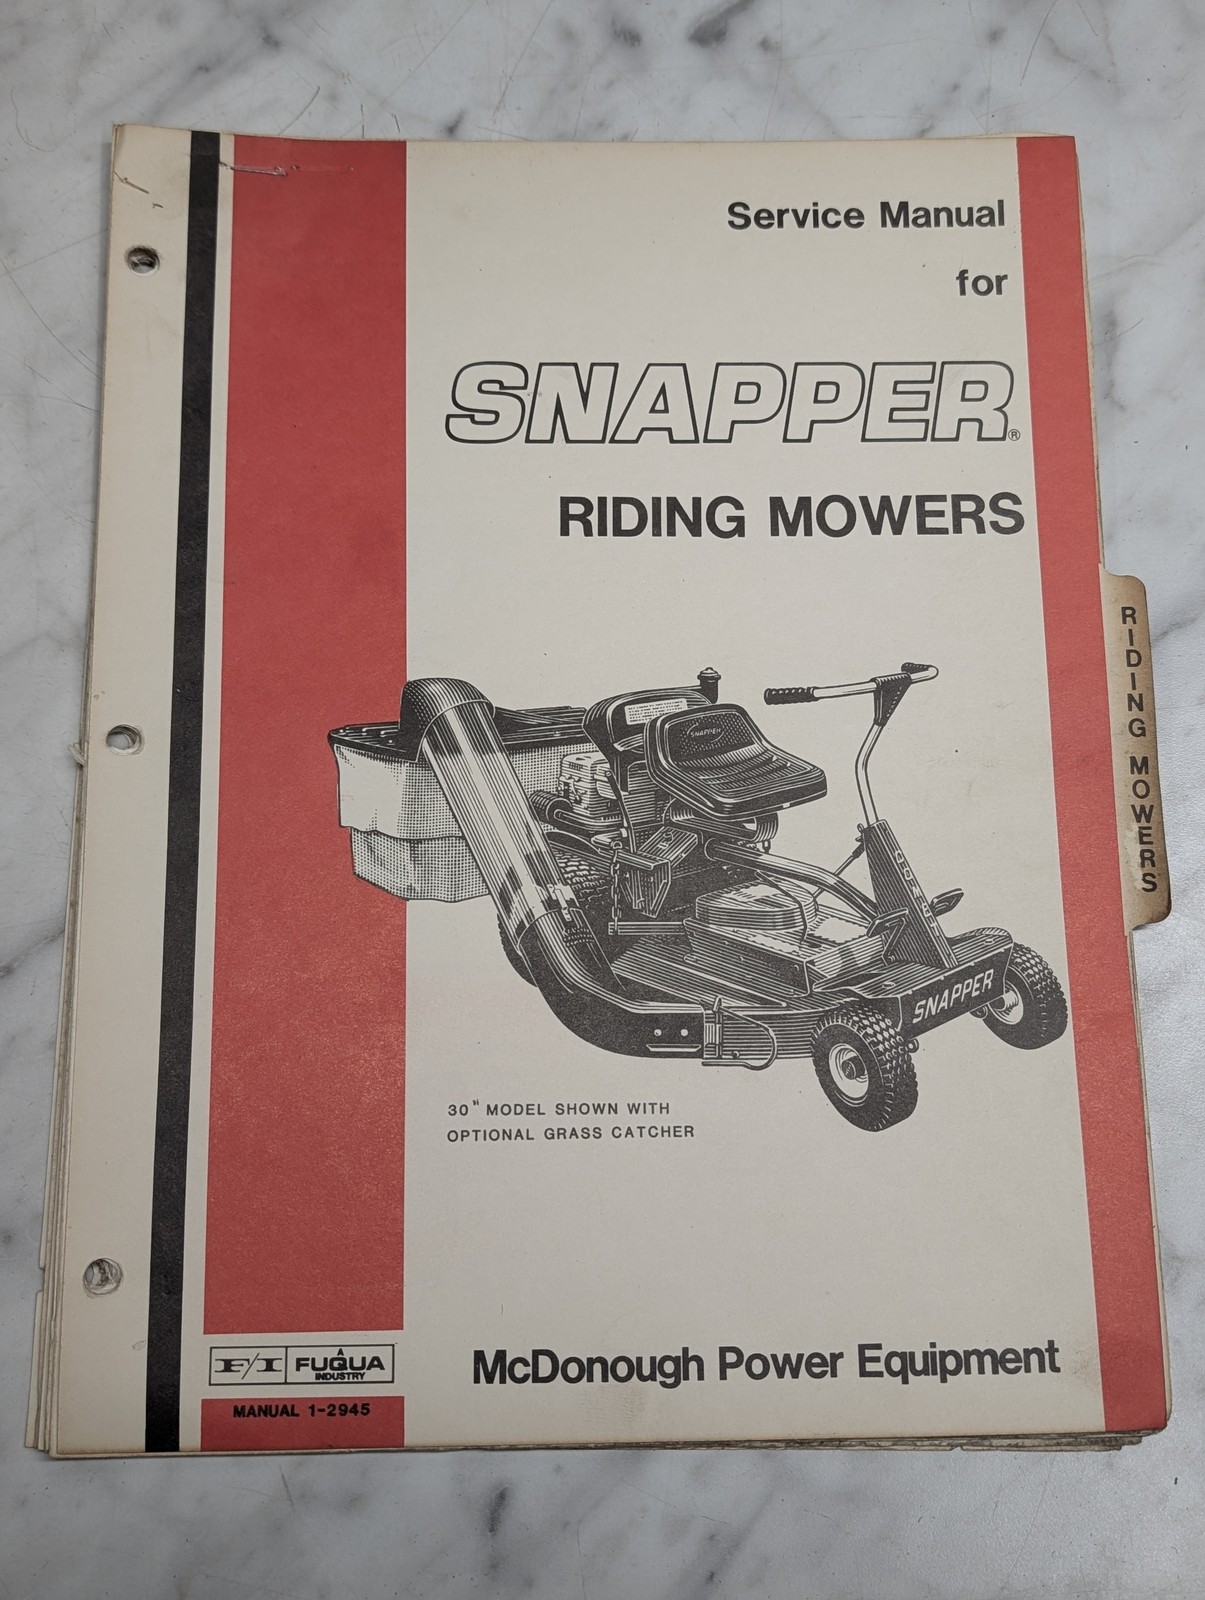 Service Manual
for
SNAPPER®
RIDING MOWERS
RIDING MOWERS
SNAPPER
SNAPPER
30" MODEL SHOWN WITH
OPTIONAL GRASS CATCHER
F/I A FUQUA INDUSTRY
McDonough Power Equipment
MANUAL 1-2945